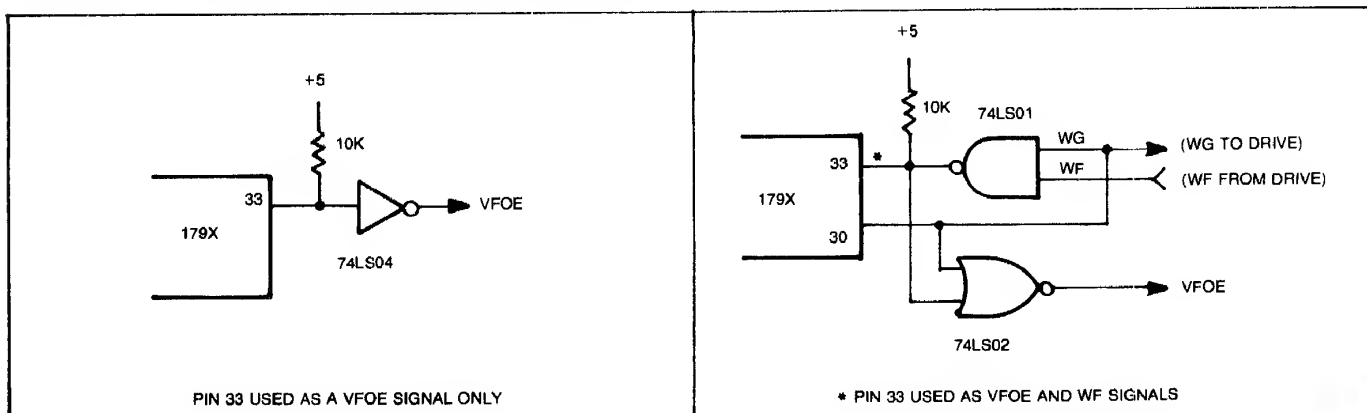 +5
10K
33
179X
VFOE
74LS04
PIN 33 USED AS A VFOE SIGNAL ONLY
+5
10K
74LS01
WG
(WG TO DRIVE)
33
*
WF
(WF FROM DRIVE)
179X
30
VFOE
74LS02
* PIN 33 USED AS VFOE AND WF SIGNALS